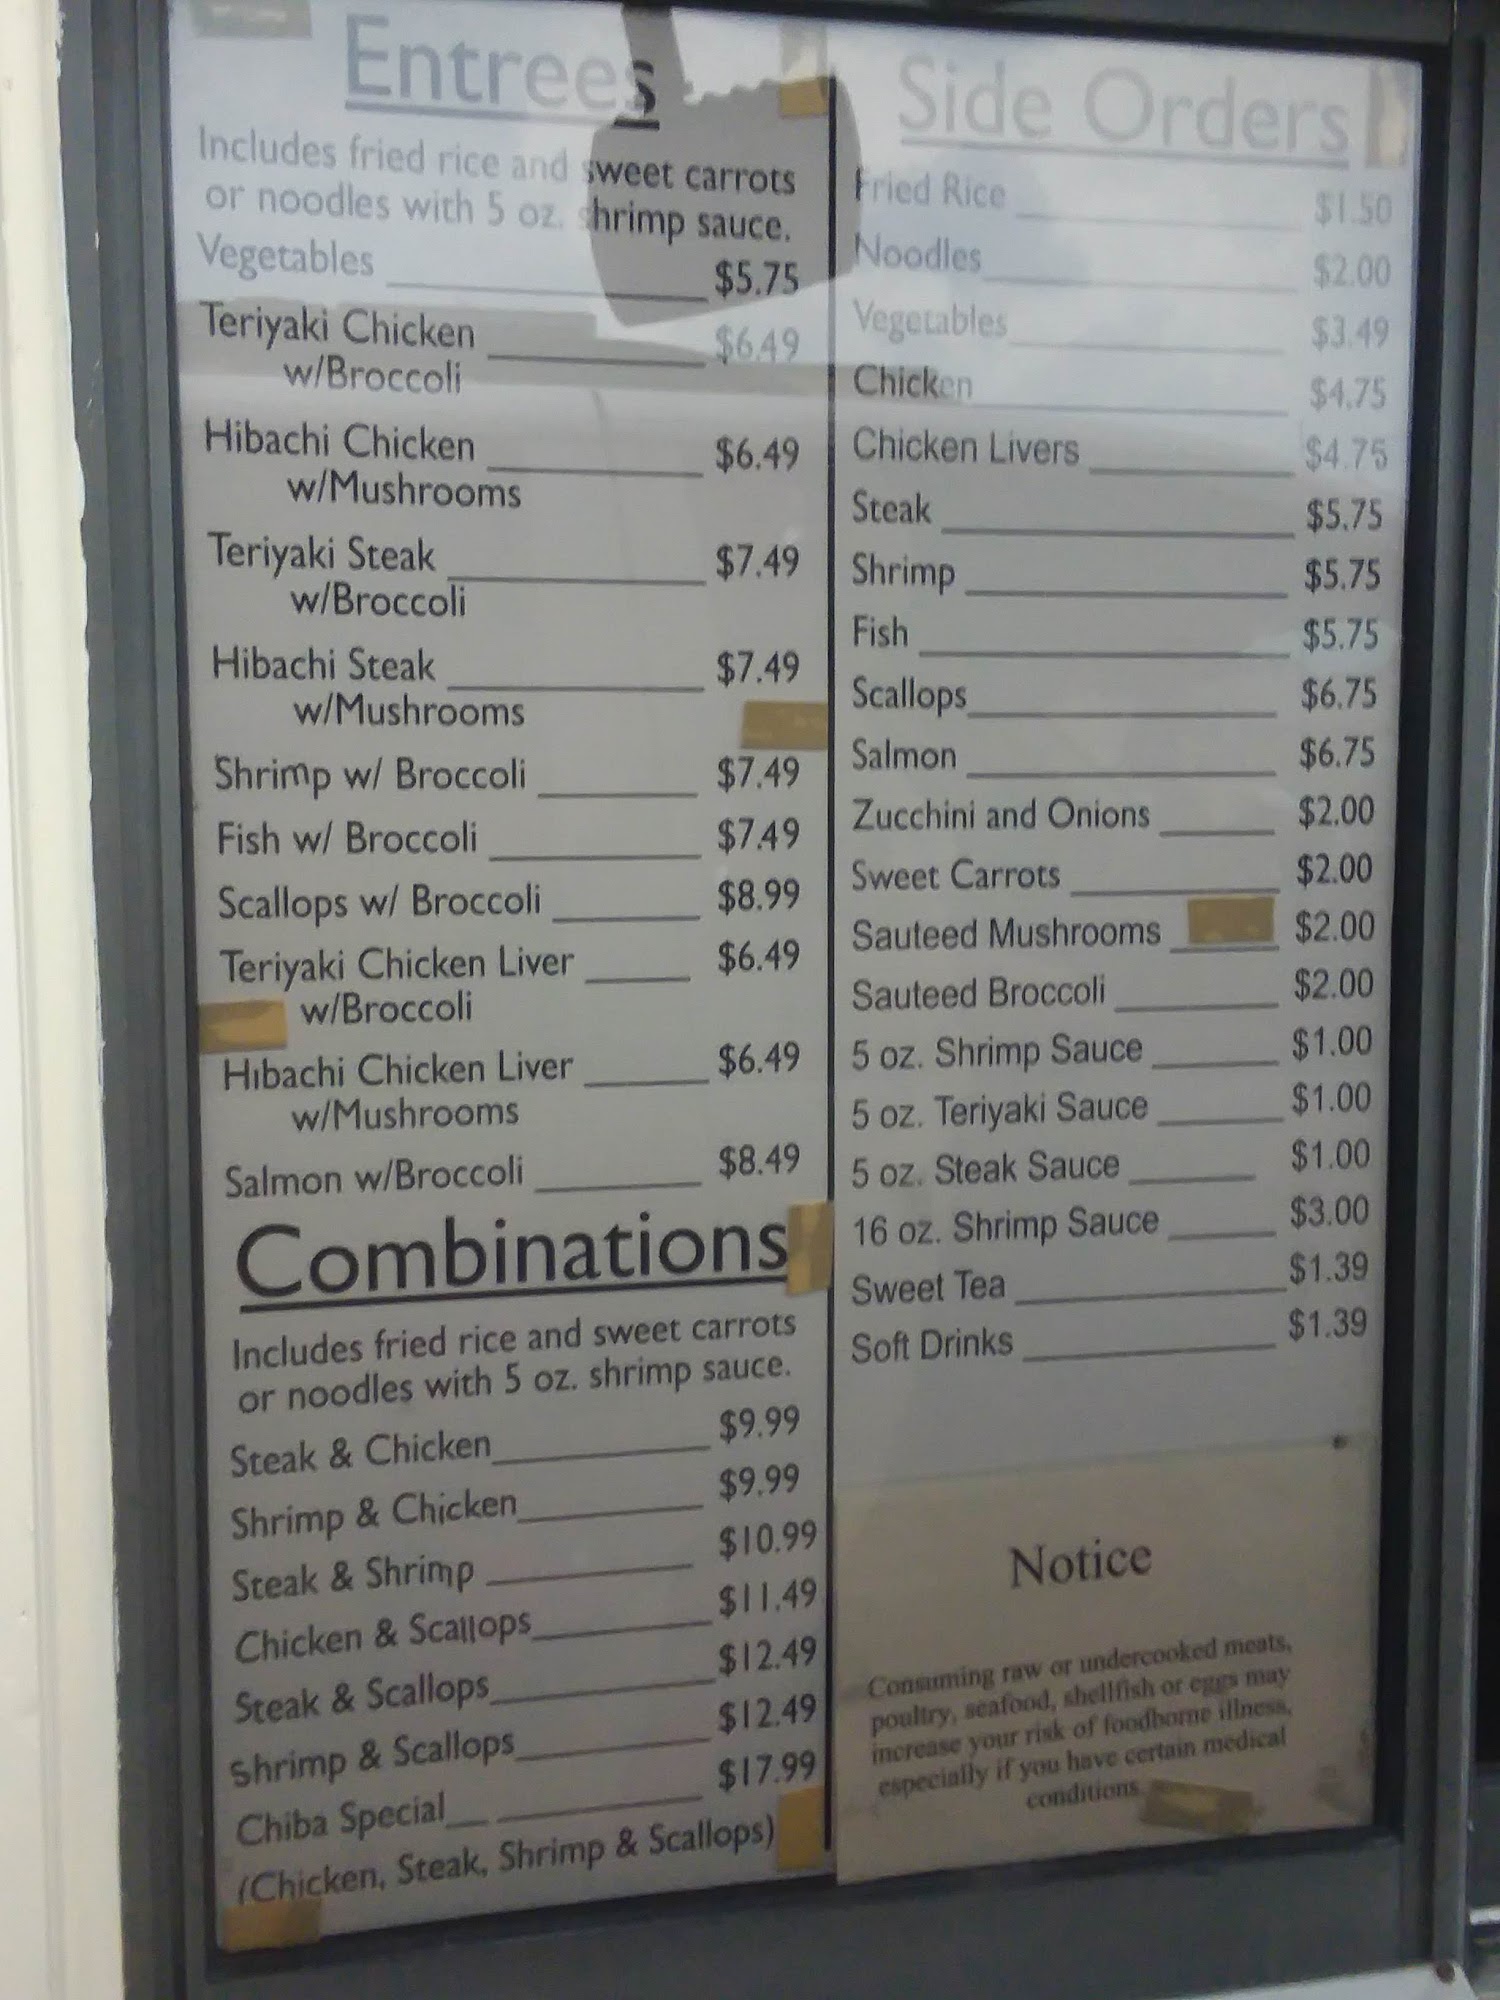 Entrees
Includes fried rice and sweet carrots
or noodles with 5 oz. shrimp sauce.
Vegetables $5.75
Teriyaki Chicken $6.49
w/Broccoli
Hibachi Chicken $6.49
w/Mushrooms
Teriyaki Steak $7.49
w/Broccoli
Hibachi Steak $7.49
w/Mushrooms
Shrimp w/ Broccoli $7.49
Fish w/ Broccoli $7.49
Scallops w/ Broccoli $8.99
Teriyaki Chicken Liver $6.49
w/Broccoli
Hibachi Chicken Liver $6.49
w/Mushrooms
Salmon w/Broccoli $8.49
Combinations
Includes fried rice and sweet carrots
or noodles with 5 oz. shrimp sauce.
Steak & Chicken $9.99
Shrimp & Chicken $9.99
Steak & Shrimp $10.99
Chicken & Scallops $11.49
Steak & Scallops $12.49
Shrimp & Scallops $12.49
Chiba Special $17.99
(Chicken, Steak, Shrimp & Scallops)
Side Orders
Fried Rice $1.50
Noodles $2.00
Vegetables $3.49
Chicken $4.75
Chicken Livers $4.75
Steak $5.75
Shrimp $5.75
Fish $5.75
Scallops $6.75
Salmon $6.75
Zucchini and Onions $2.00
Sweet Carrots $2.00
Sauteed Mushrooms $2.00
Sauteed Broccoli $2.00
5 oz. Shrimp Sauce $1.00
5 oz. Teriyaki Sauce $1.00
5 oz. Steak Sauce $1.00
16 oz. Shrimp Sauce $3.00
Sweet Tea $1.39
Soft Drinks $1.39
Notice
Consuming raw or undercooked meats,
poultry, seafood, shellfish or eggs may
increase your risk of foodborne illness,
especially if you have certain medical
conditions